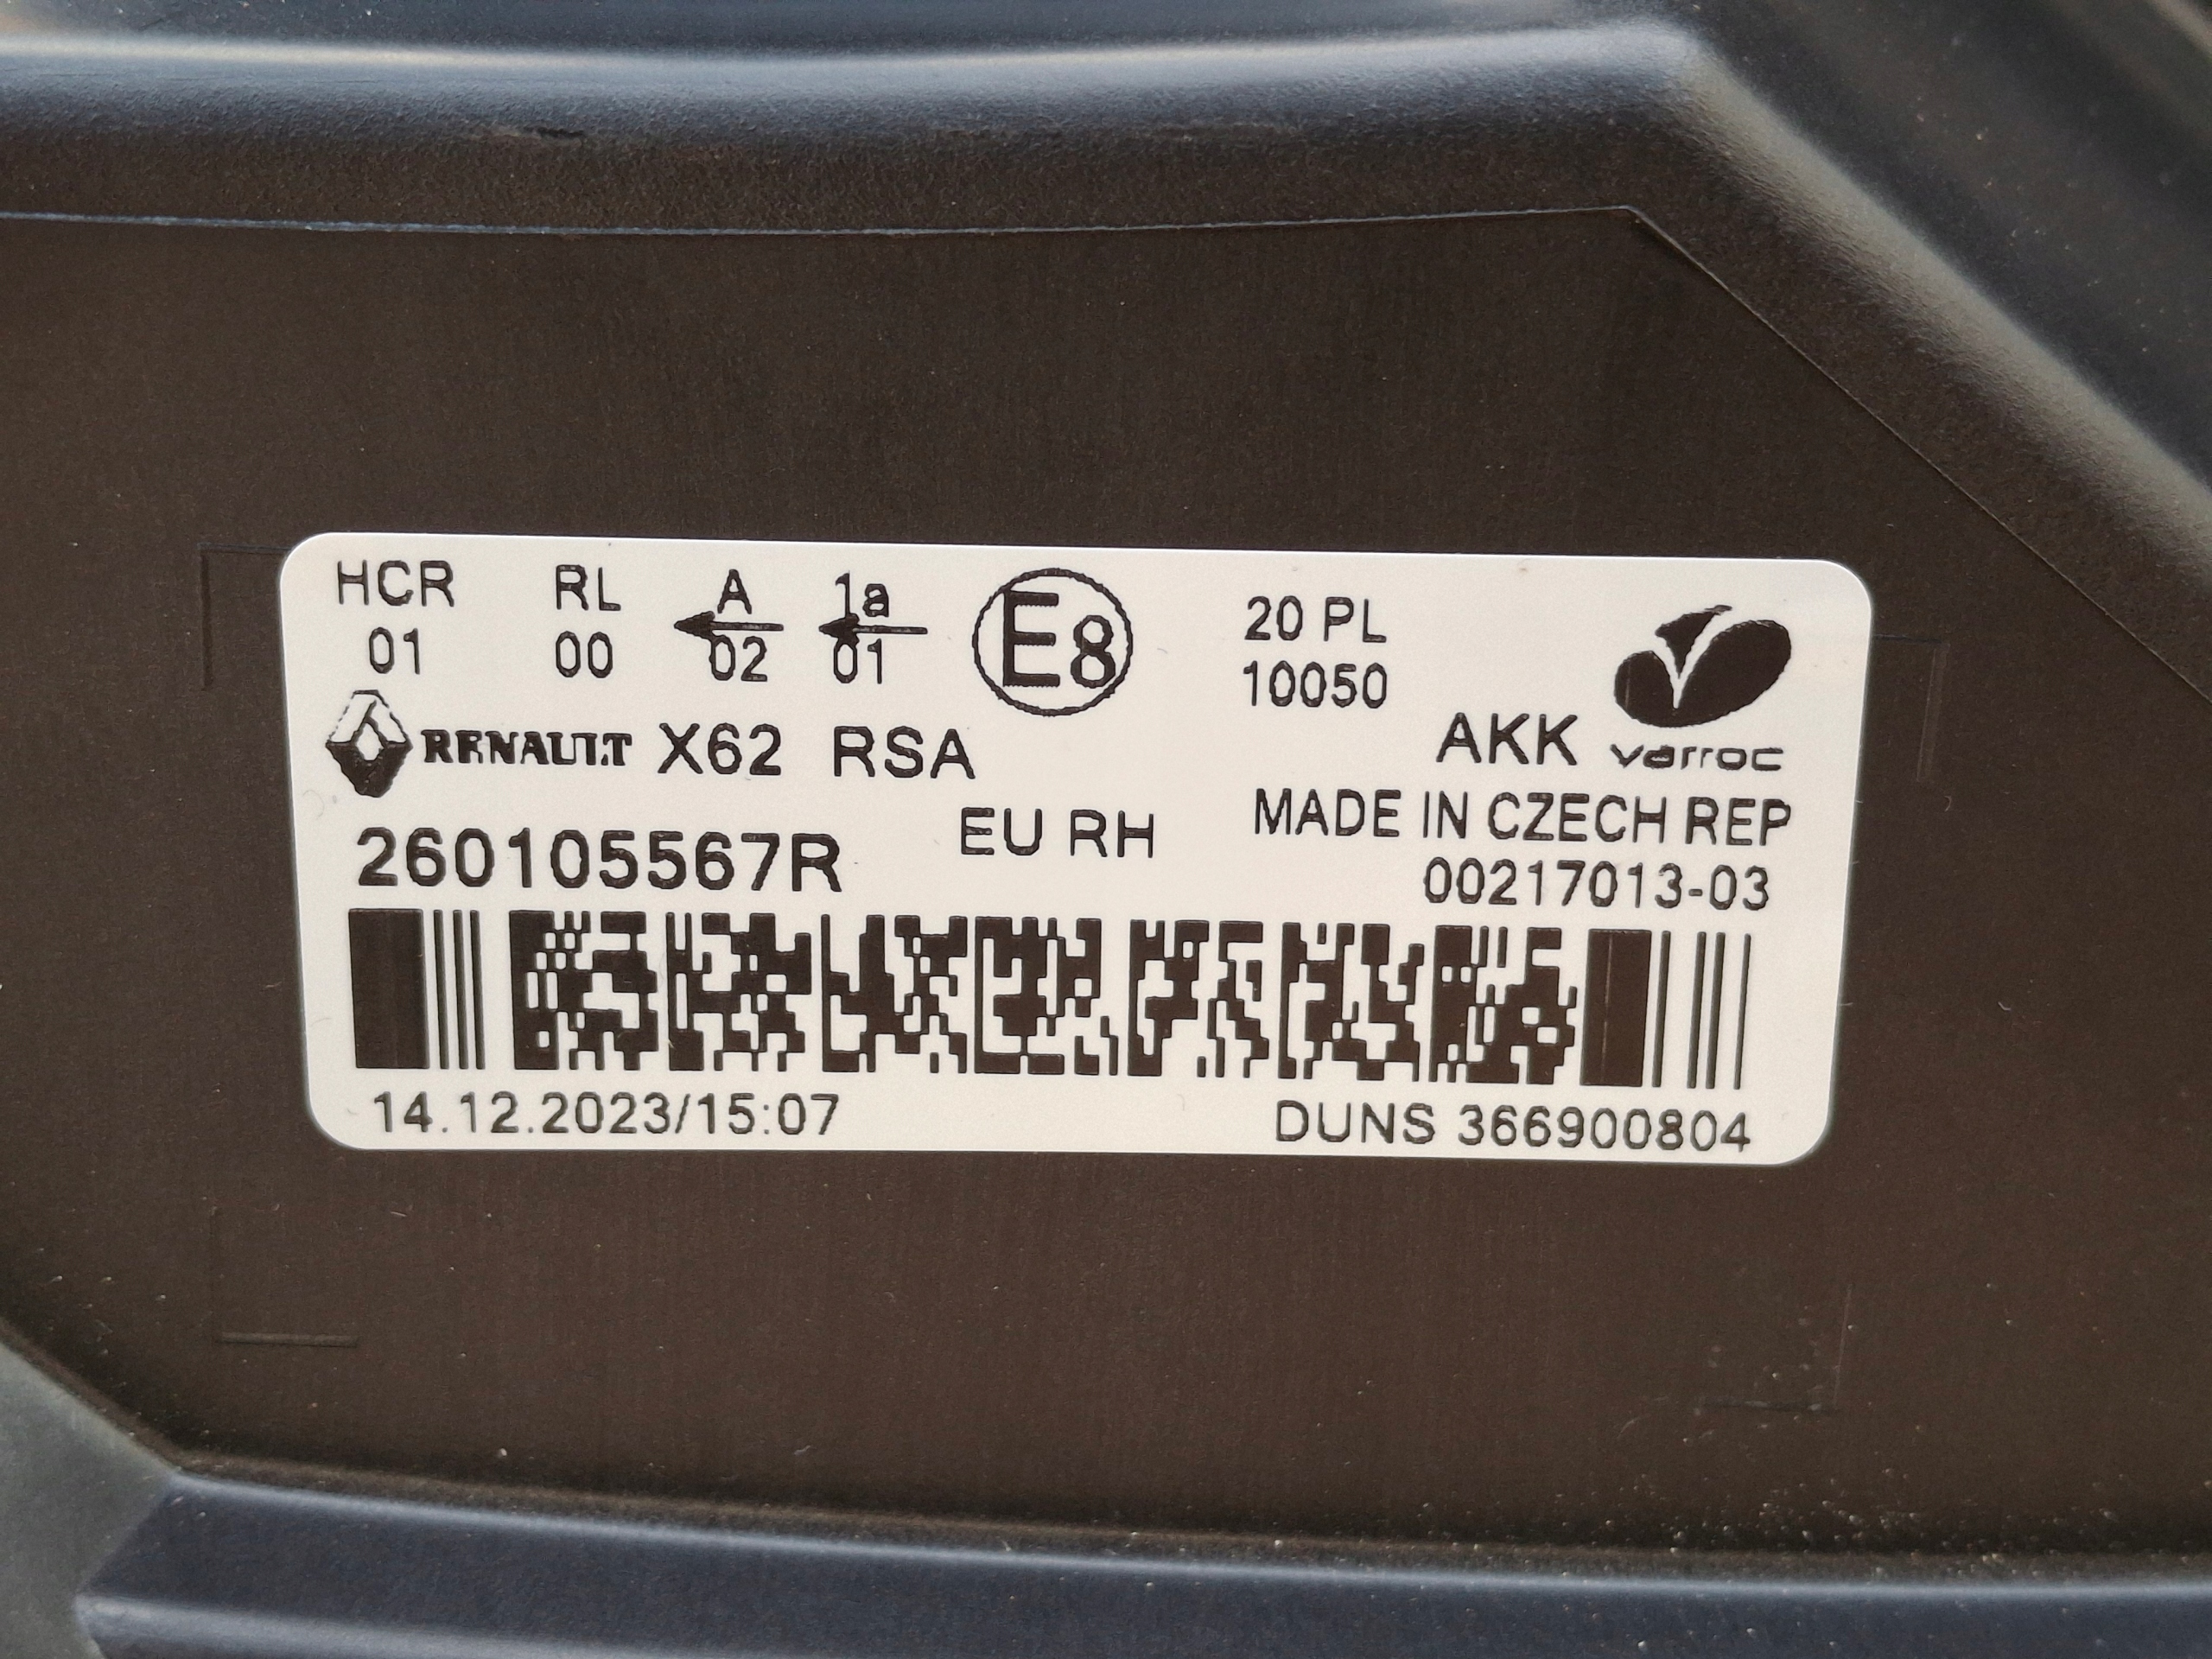 HCR RL A 1a E8 20 PL
01 00 02 01 10050
RENAULT X62 RSA AKK varroc
260105567R EU RH MADE IN CZECH REP
00217013-03
14.12.2023/15:07 DUNS 366900804